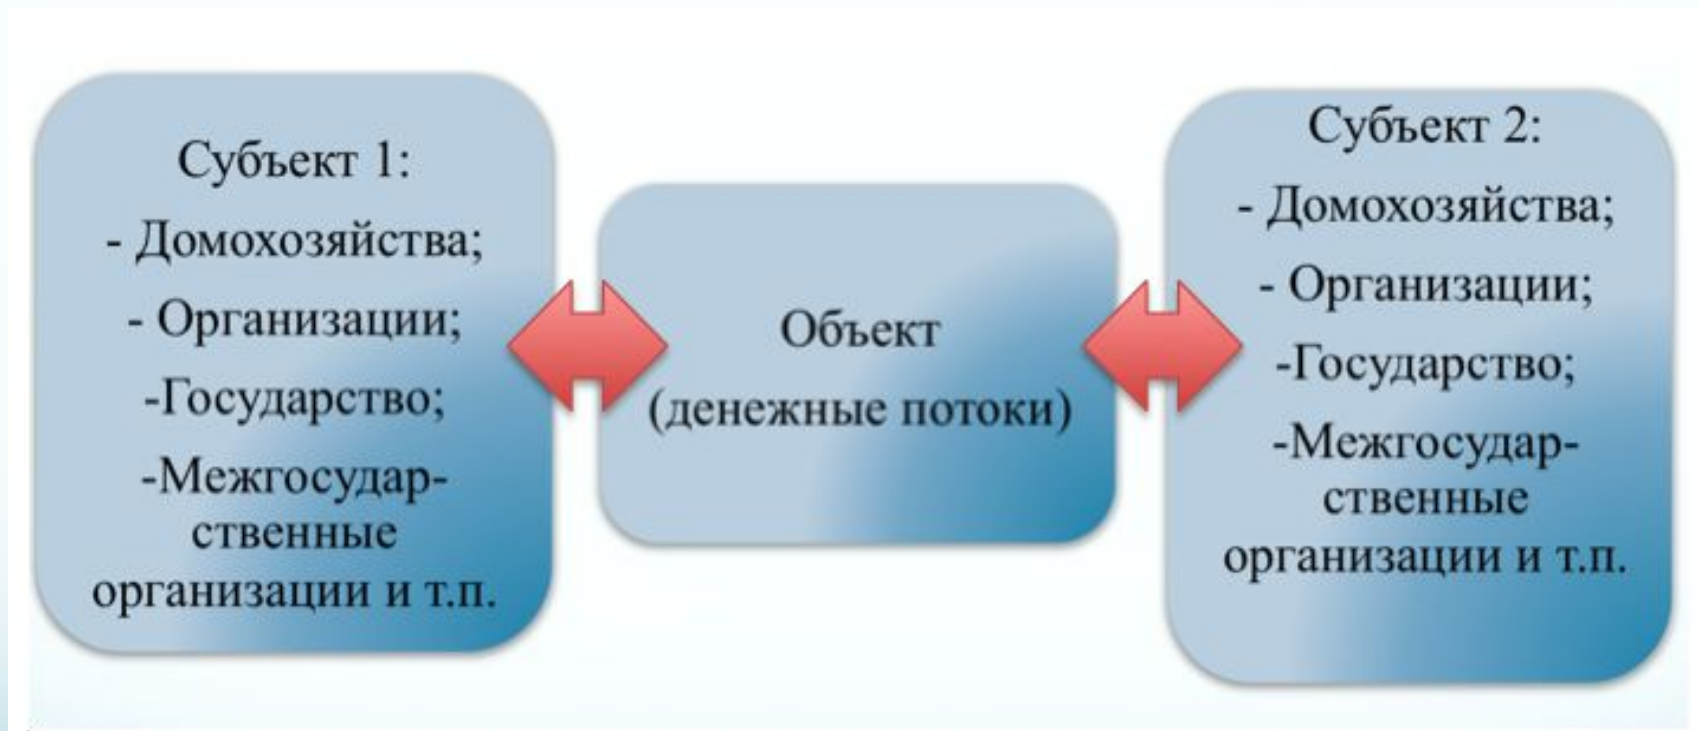 Субъект 1:
- Домохозяйства;
- Организации;
-Государство;
-Межгосудар-
ственные
организации и т.п.
Объект
(денежные потоки)
Субъект 2:
- Домохозяйства;
- Организации;
-Государство;
-Межгосудар-
ственные
организации и т.п.